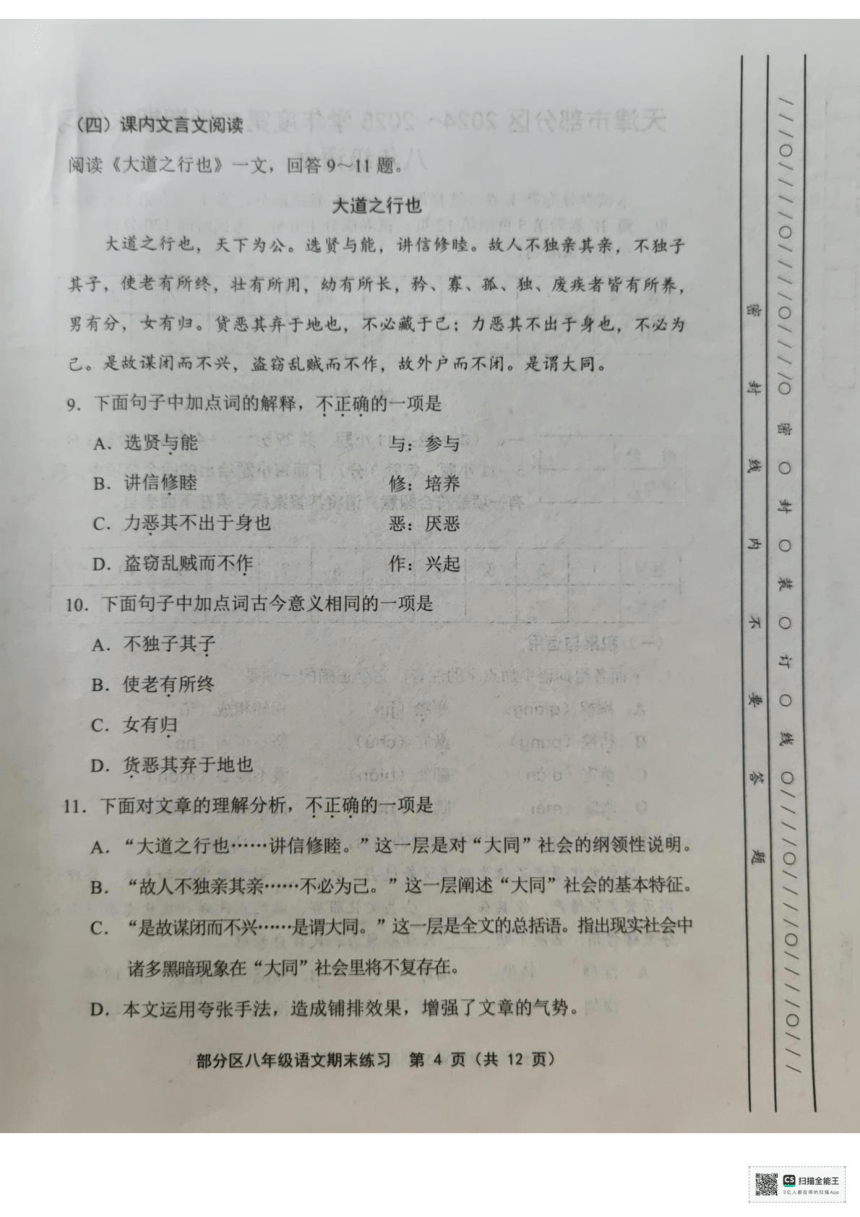 (四)课内文言文阅读
阅读《大道之行也》一文，回答 9～11 题。
大道之行也
大道之行也，天下为公。选贤与能，讲信修睦。故人不独亲其亲，不独子
其子，使老有所终，壮有所用，幼有所长，矜、寡、孤、独、废疾者皆有所养，
男有分，女有归。货恶其弃于地也，不必藏于己；力恶其不出于身也，不必为
己。是故谋闭而不兴，盗窃乱贼而不作，故外户而不闭。是谓大同。
9．下面句子中加点词的解释，不正确的一项是
A．选贤与能 与：参与
B．讲信修睦 修：培养
C．力恶其不出于身也 恶：厌恶
D．盗窃乱贼而不作 作：兴起
10．下面句子中加点词古今意义相同的一项是
A．不独子其子
B．使老有所终
C．女有归
D．货恶其弃于地也
11．下面对文章的理解分析，不正确的一项是
A．“大道之行也……讲信修睦。”这一层是对“大同”社会的纲领性说明。
B．“故人不独亲其亲……不必为己。”这一层阐述“大同”社会的基本特征。
C．“是故谋闭而不兴……是谓大同。”这一层是全文的总括语。指出现实社会中
诸多黑暗现象在“大同”社会里将不复存在。
D．本文运用夸张手法，造成铺排效果，增强了文章的气势。
部分区八年级语文期末练习 第 4 页（共 12 页）
密 封 线 内 不 要 答 题
///O///O///O///O 密 O 封 O 装 O 订 O 线 O///O///O///O///
CS 扫描全能王
3亿人都在用的扫描App